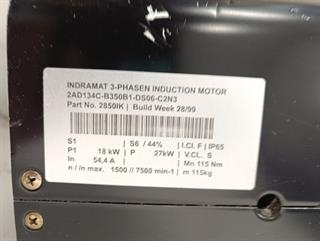 INDRAMAT 3-PHASEN INDUCTION MOTOR
2AD134C-B350B1-DS06-C2N3
Part No. 2850IK | Build Week 28/99
S1 | S6 / 44% | I.Cl. F | IP65
P1 18 kW | P 27kW | V.CL. S
In 54,4 A | Mn 115 Nm
n / /n max. 1500 // 7500 min-1 | m 115kg